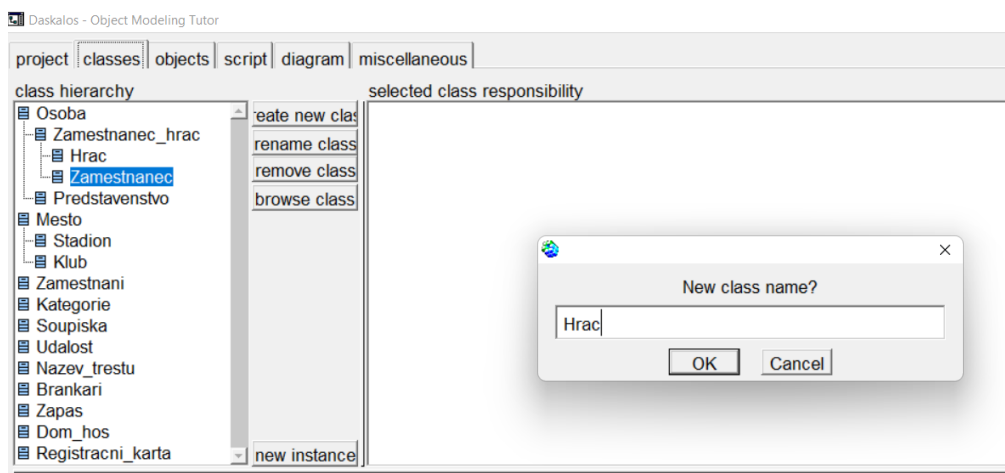 Daskalos - Object Modeling Tutor
project classes objects script diagram miscellaneous
class hierarchy
selected class responsibility
Osoba
Zamestnanec_hrac
Hrac
Zamestnanec
Predstavenstvo
Mesto
Stadion
Klub
Zamestnani
Kategorie
Soupiska
Udalost
Nazev_trestu
Brankari
Zapas
Dom_hos
Registracni_karta
reate new clas
rename class
remove class
browse class
new instance
New class name?
Hrac
OK Cancel